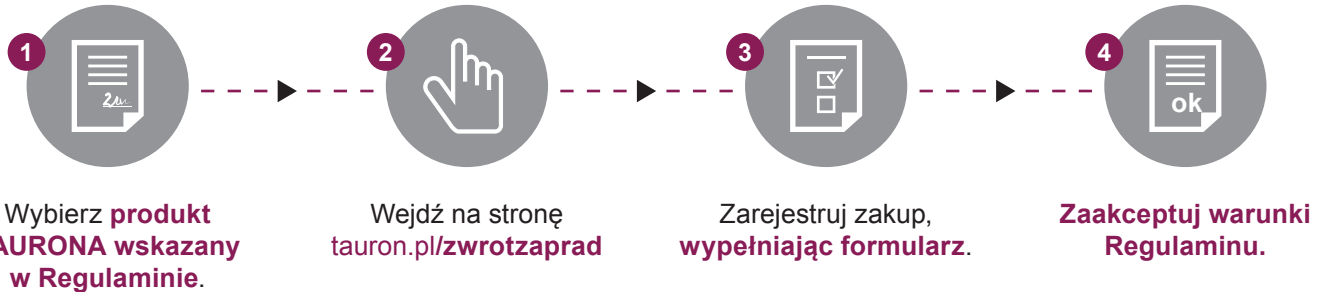 1
Wybierz produkt
AURONA wskazany
w Regulaminie.
2
Wejdź na stronę
tauron.pl/zwrotzaprad
3
Zarejestruj zakup,
wypełniając formularz.
4
ok
Zaakceptuj warunki
Regulaminu.